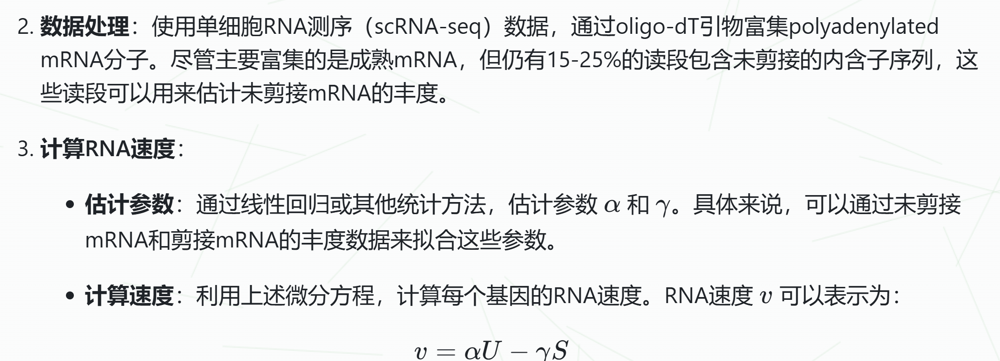 2. 数据处理：使用单细胞RNA测序（scRNA-seq）数据，通过oligo-dT引物富集polyadenylated
mRNA分子。尽管主要富集的是成熟mRNA，但仍有15-25%的读段包含未剪接的内含子序列，这
些读段可以用来估计未剪接mRNA的丰度。
3. 计算RNA速度：
• 估计参数：通过线性回归或其他统计方法，估计参数 α 和 γ。具体来说，可以通过未剪接
mRNA和剪接mRNA的丰度数据来拟合这些参数。
• 计算速度：利用上述微分方程，计算每个基因的RNA速度。RNA速度 v 可以表示为：
v = αU − γS